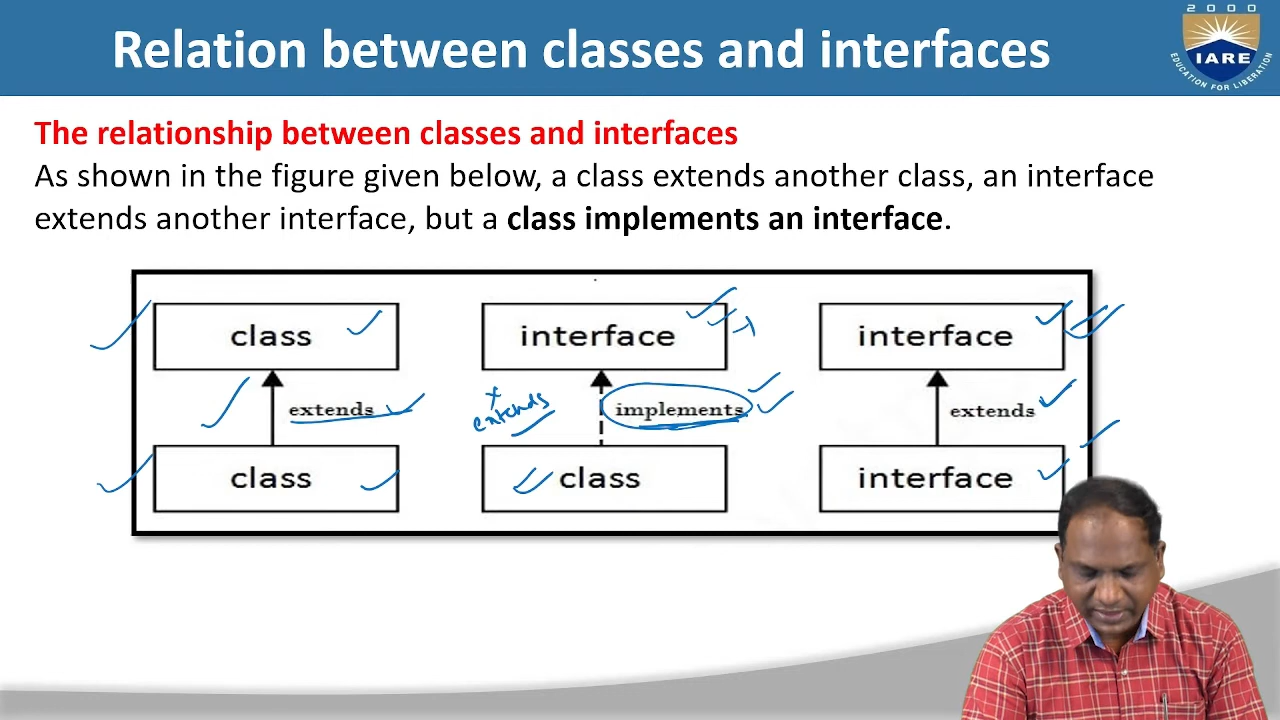 2000
IARE
EDUCATION FOR LIBERATION
Relation between classes and interfaces
The relationship between classes and interfaces
As shown in the figure given below, a class extends another class, an interface
extends another interface, but a class implements an interface.
class
extends
class
interface
x
extends
implements
class
interface
extends
interface